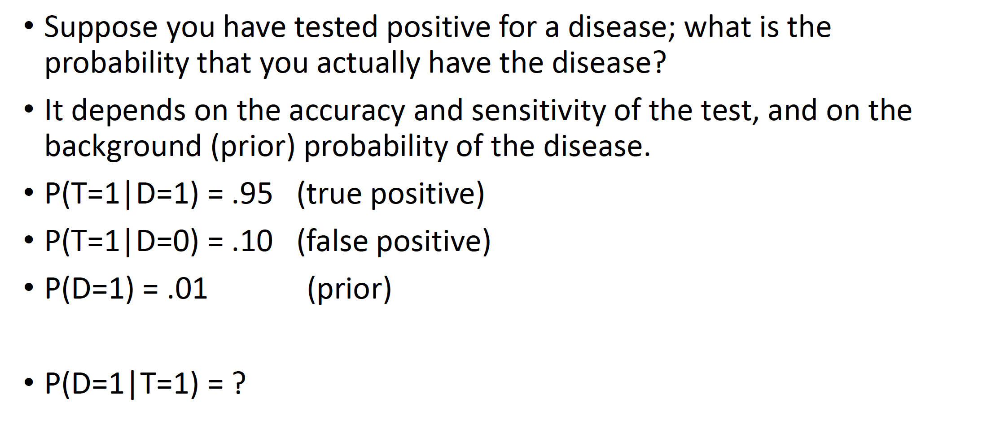 • Suppose you have tested positive for a disease; what is the
probability that you actually have the disease?
• It depends on the accuracy and sensitivity of the test, and on the
background (prior) probability of the disease.
• P(T=1|D=1) = .95 (true positive)
• P(T=1|D=0) = .10 (false positive)
• P(D=1) = .01 (prior)
• P(D=1|T=1) = ?